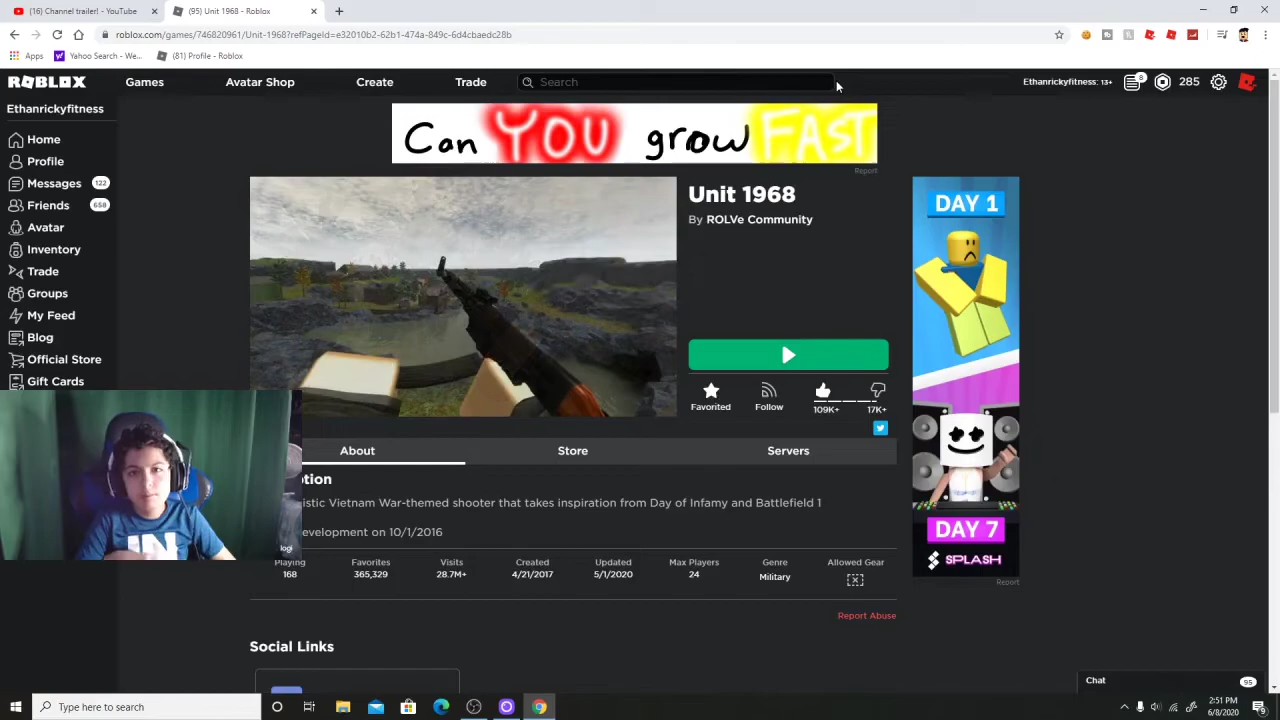 (16) Channel trailer! - YouTube
(95) Unit 1968 - Roblox
roblox.com/games/746820961/Unit-1968?refPageId=e32010b2-62b1-474a-849c-6d4cbaedc28b
Apps
Yahoo Search - We...
(81) Profile - Roblox
ROBLOX
Games
Avatar Shop
Create
Trade
Search
Ethanrickyfitness: 13+
8
285
Ethanrickyfitness
Home
Profile
Messages 122
Friends 658
Avatar
Inventory
Trade
Groups
My Feed
Blog
Official Store
Gift Cards
Can YOU grow FAST
Report
Unit 1968
By ROLVe Community
Favorited
Follow
109K+
17K+
DAY 1
DAY 7
SPLASH
Report
About
Store
Servers
ption
istic Vietnam War-themed shooter that takes inspiration from Day of Infamy and Battlefield 1
evelopment on 10/1/2016
Playing
168
Favorites
365,329
Visits
28.7M+
Created
4/21/2017
Updated
5/1/2020
Max Players
24
Genre
Military
Allowed Gear
Report Abuse
Social Links
IN
logi
Chat
95
Type here to search
2:51 PM
6/8/2020